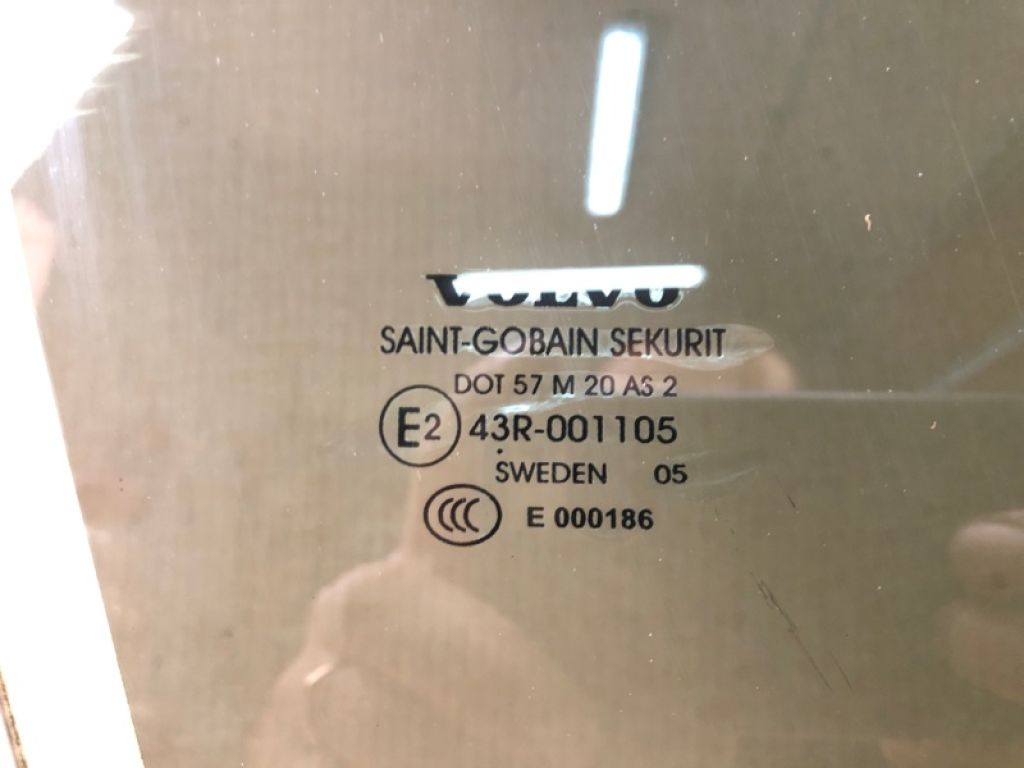 VOLVO
SAINT-GOBAIN SEKURIT
DOT 57 M 20 AS 2
E2 43R-001105
SWEDEN 05
CCC E 000186